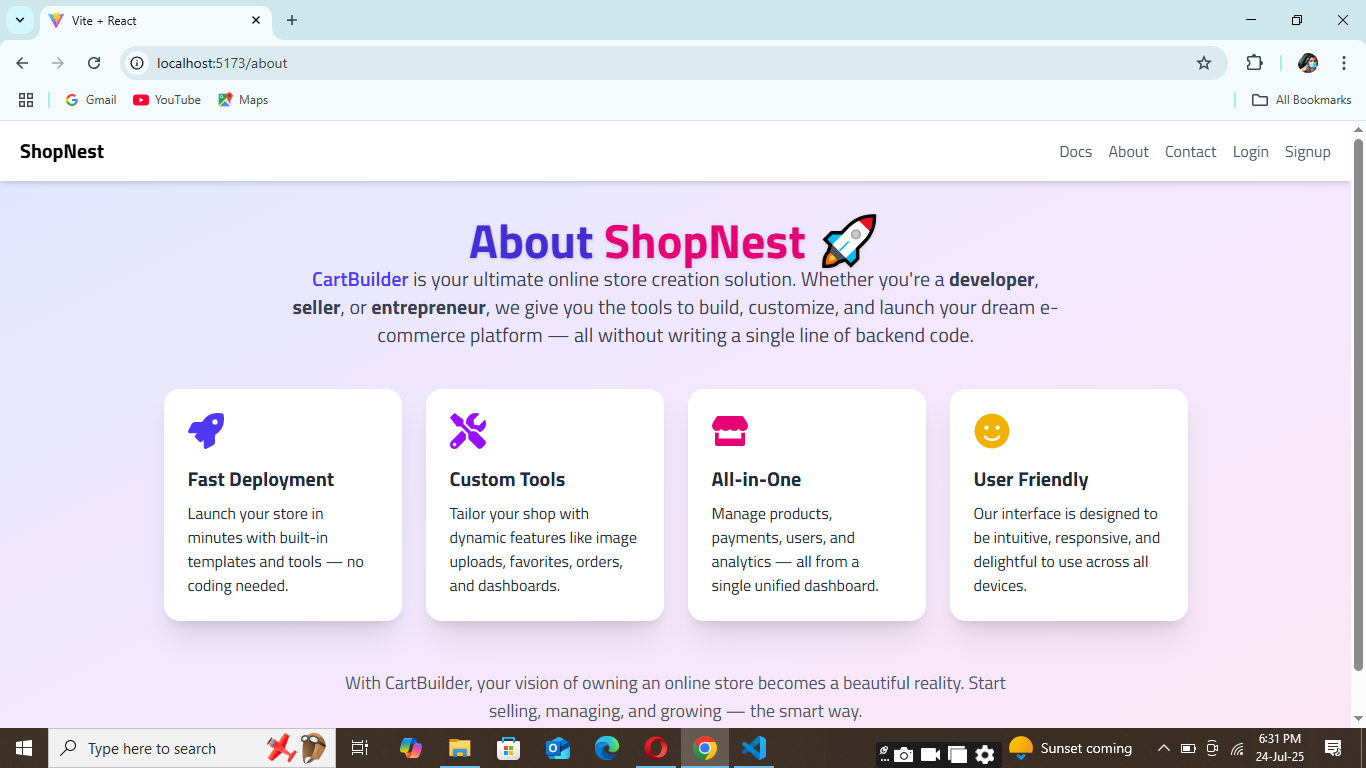 Vite + React
localhost:5173/about
Gmail YouTube Maps All Bookmarks
ShopNest Docs About Contact Login Signup
About ShopNest 🚀
CartBuilder is your ultimate online store creation solution. Whether you're a developer,
seller, or entrepreneur, we give you the tools to build, customize, and launch your dream e-
commerce platform — all without writing a single line of backend code.
Fast Deployment
Launch your store in
minutes with built-in
templates and tools — no
coding needed.
Custom Tools
Tailor your shop with
dynamic features like image
uploads, favorites, orders,
and dashboards.
All-in-One
Manage products,
payments, users, and
analytics — all from a
single unified dashboard.
User Friendly
Our interface is designed to
be intuitive, responsive, and
delightful to use across all
devices.
With CartBuilder, your vision of owning an online store becomes a beautiful reality. Start
selling, managing, and growing — the smart way.
Type here to search
Sunset coming
6:31 PM
24-Jul-25